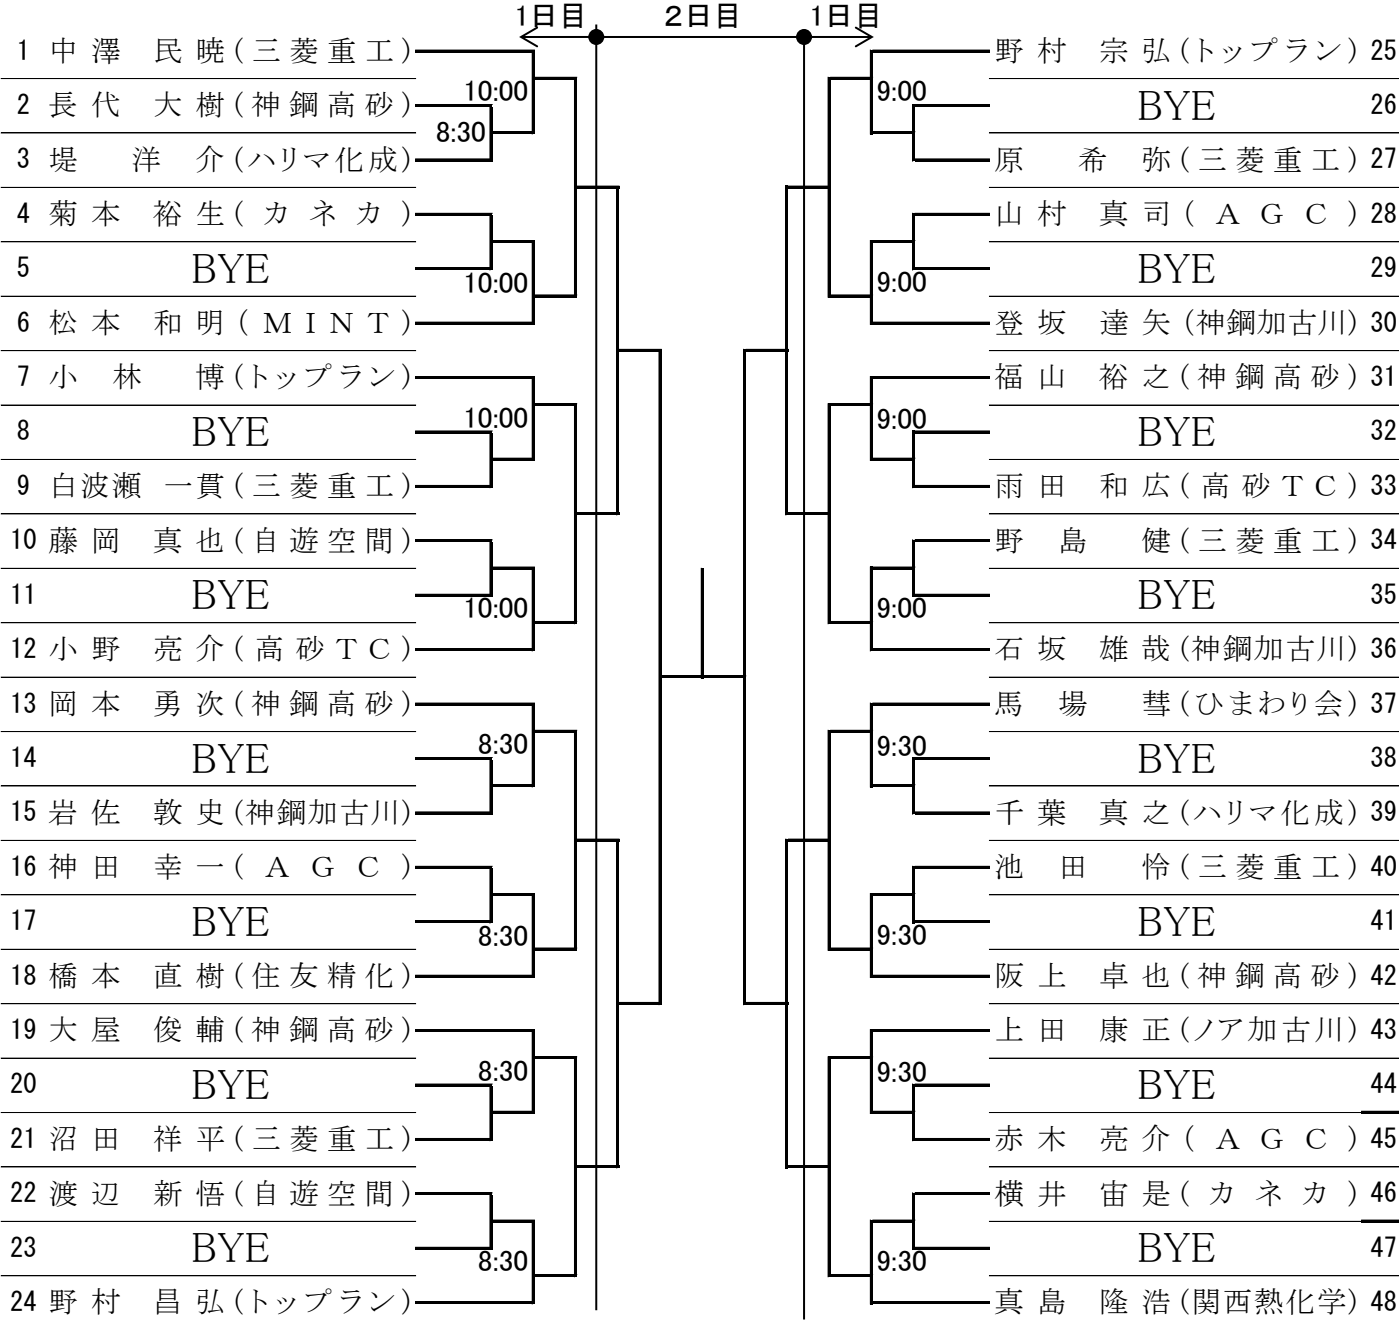 1日目 2日目 1日目
1 中澤 民暁(三菱重工)
10:00
2 長代 大樹(神鋼高砂)
8:30
3 堤 洋介(ハリマ化成)
4 菊本 裕生(カネカ)
5 BYE
10:00
6 松本 和明(ＭＩＮＴ)
7 小林 博(トップラン)
10:00
8 BYE
9 白波瀬 一貫(三菱重工)
10 藤岡 真也(自遊空間)
11 BYE
10:00
12 小野 亮介(高砂ＴＣ)
13 岡本 勇次(神鋼高砂)
8:30
14 BYE
15 岩佐 敦史(神鋼加古川)
16 神田 幸一(ＡＧＣ)
17 BYE
8:30
18 橋本 直樹(住友精化)
19 大屋 俊輔(神鋼高砂)
8:30
20 BYE
21 沼田 祥平(三菱重工)
22 渡辺 新悟(自遊空間)
23 BYE
8:30
24 野村 昌弘(トップラン)
野村 宗弘(トップラン) 25
9:00
BYE 26
原 希弥(三菱重工) 27
山村 真司(ＡＧＣ) 28
BYE 29
9:00
登坂 達矢(神鋼加古川) 30
福山 裕之(神鋼高砂) 31
9:00
BYE 32
雨田 和広(高砂ＴＣ) 33
野島 健(三菱重工) 34
BYE 35
9:00
石坂 雄哉(神鋼加古川) 36
馬場 彗(ひまわり会) 37
9:30
BYE 38
千葉 真之(ハリマ化成) 39
池田 怜(三菱重工) 40
BYE 41
9:30
阪上 卓也(神鋼高砂) 42
上田 康正(ノア加古川) 43
9:30
BYE 44
赤木 亮介(ＡＧＣ) 45
横井 宙是(カネカ) 46
BYE 47
9:30
真島 隆浩(関西熱化学) 48